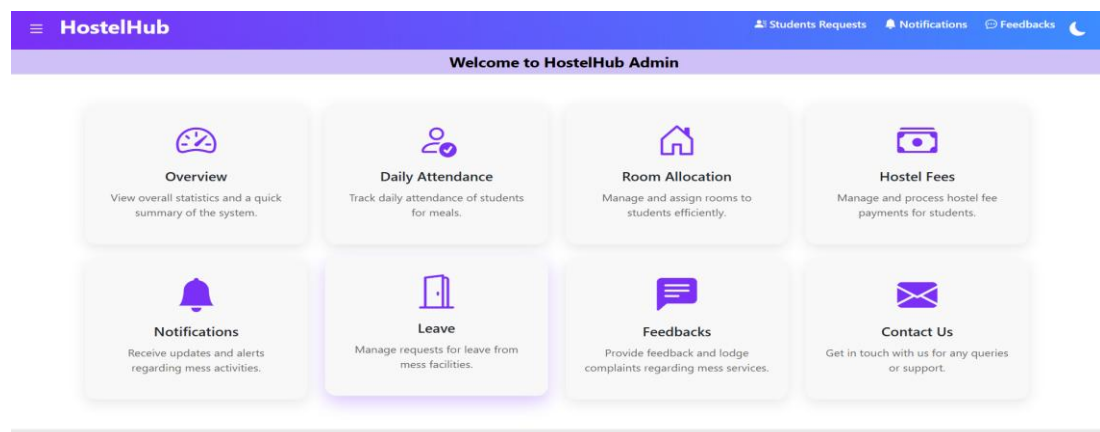 HostelHub
Students Requests
Notifications
Feedbacks
Welcome to HostelHub Admin
Overview
View overall statistics and a quick
summary of the system.
Daily Attendance
Track daily attendance of students
for meals.
Room Allocation
Manage and assign rooms to
students efficiently.
Hostel Fees
Manage and process hostel fee
payments for students.
Notifications
Receive updates and alerts
regarding mess activities.
Leave
Manage requests for leave from
mess facilities.
Feedbacks
Provide feedback and lodge
complaints regarding mess services.
Contact Us
Get in touch with us for any queries
or support.